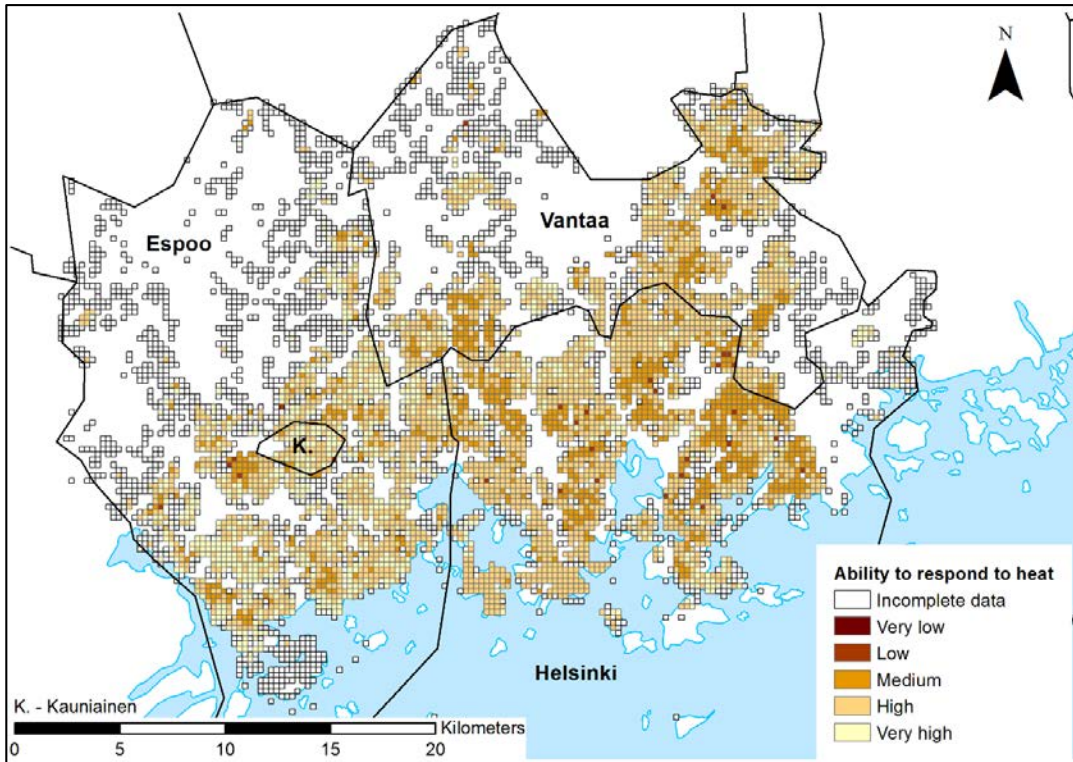 N
Espoo
Vantaa
K.
Helsinki
Ability to respond to heat
Incomplete data
Very low
Low
Medium
High
Very high
K. - Kauniainen
Kilometers
0 5 10 15 20